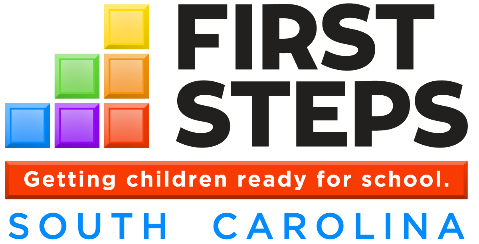 FIRST
STEPS
Getting children ready for school.
SOUTH CAROLINA